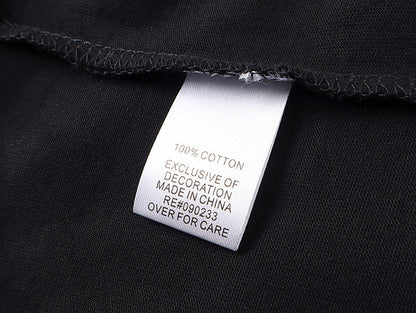 100% COTTON
EXCLUSIVE OF
DECORATION
MADE IN CHINA
RE#090233
OVER FOR CARE